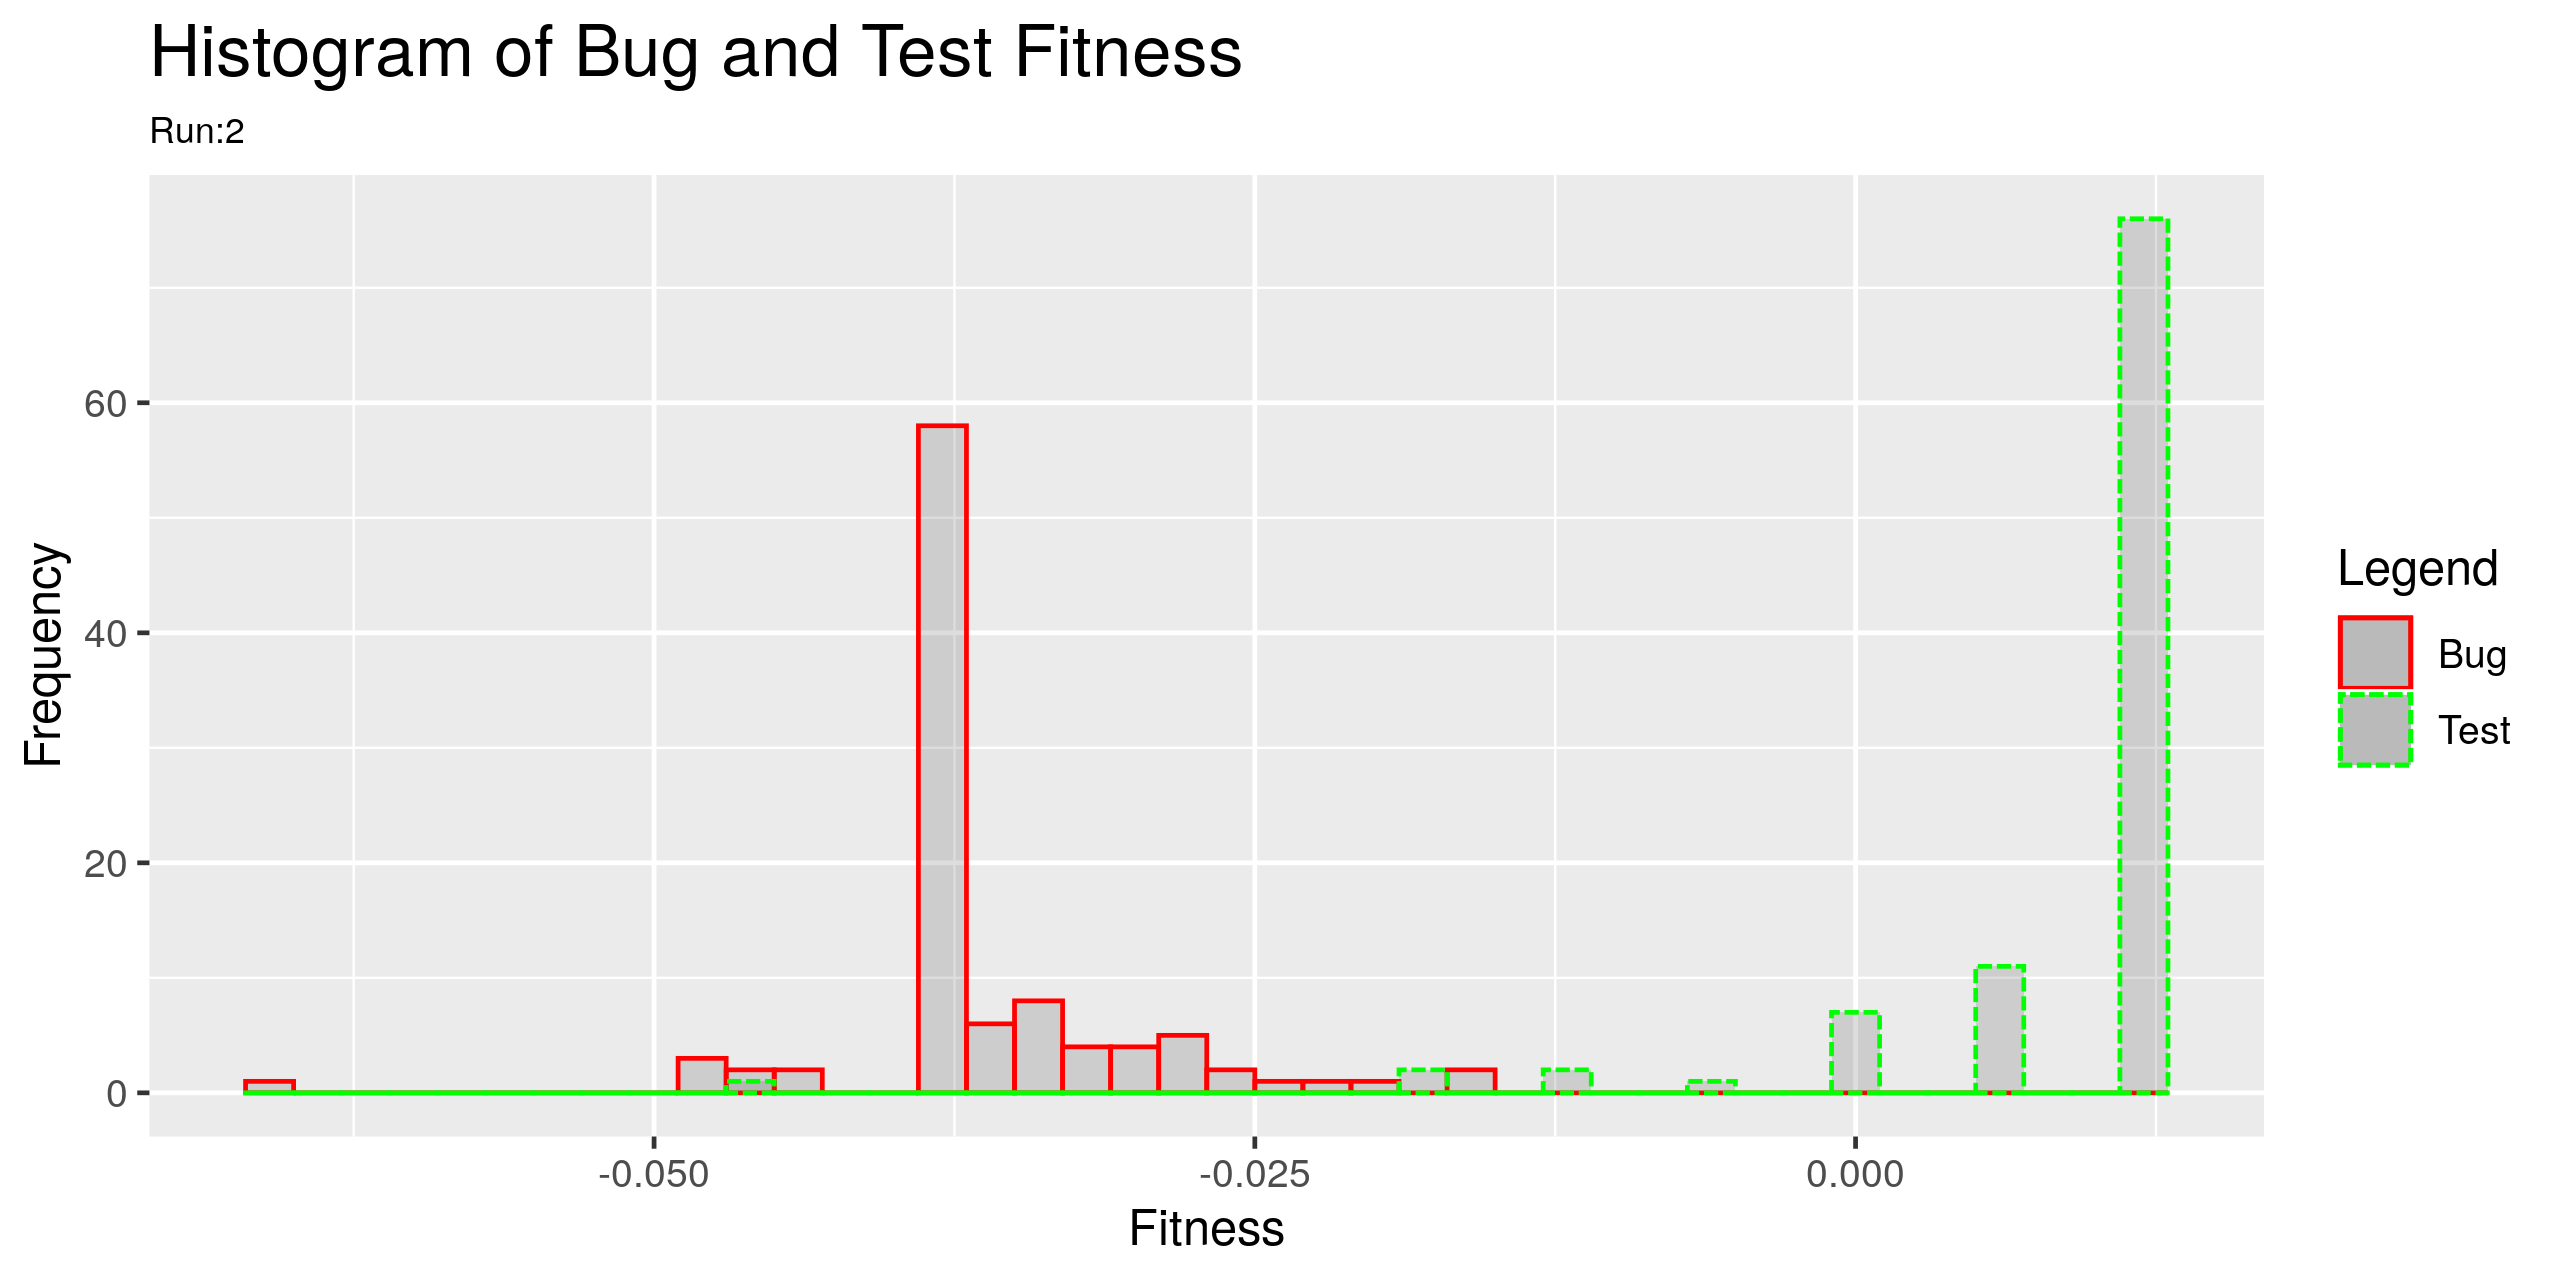 Histogram of Bug and Test Fitness
Run:2
Frequency
60
40
20
0
-0.050
-0.025
0.000
Fitness
Legend
Bug
Test